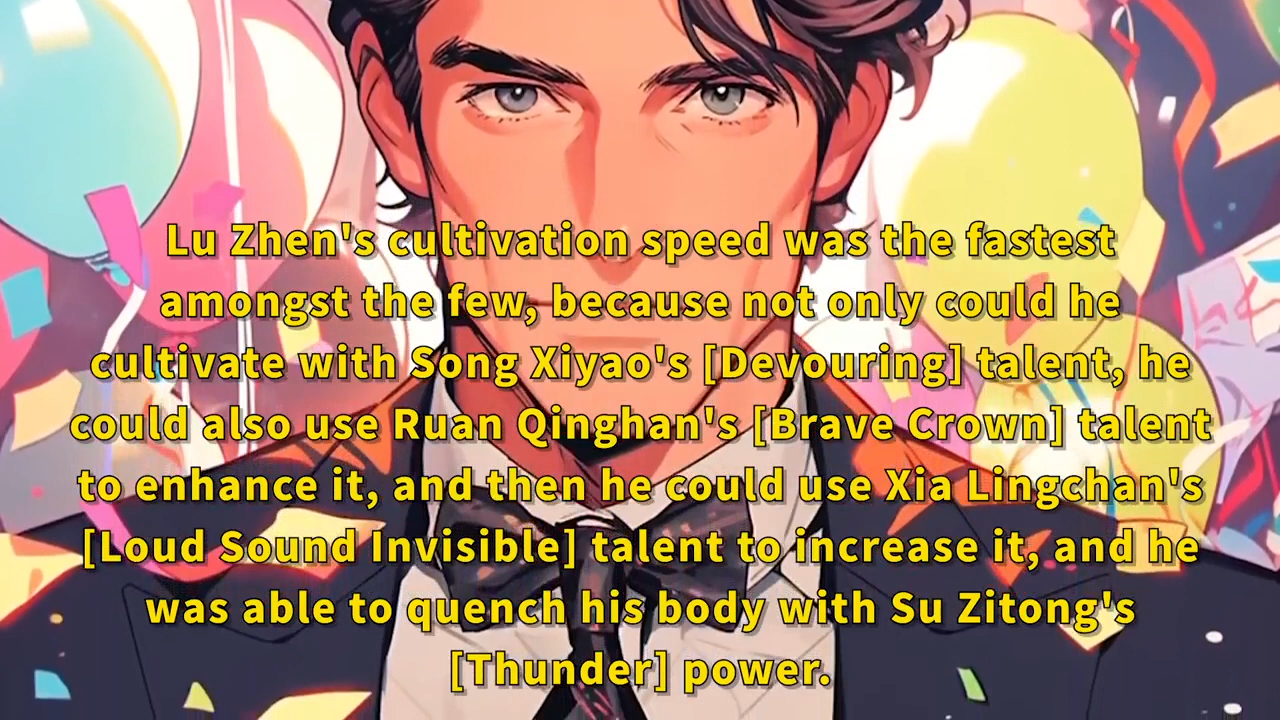 Lu Zhen's cultivation speed was the fastest
amongst the few, because not only could he
cultivate with Song Xiyao's [Devouring] talent, he
could also use Ruan Qinghan's [Brave Crown] talent
to enhance it, and then he could use Xia Lingchan's
[Loud Sound Invisible] talent to increase it, and he
was able to quench his body with Su Zitong's
[Thunder] power.